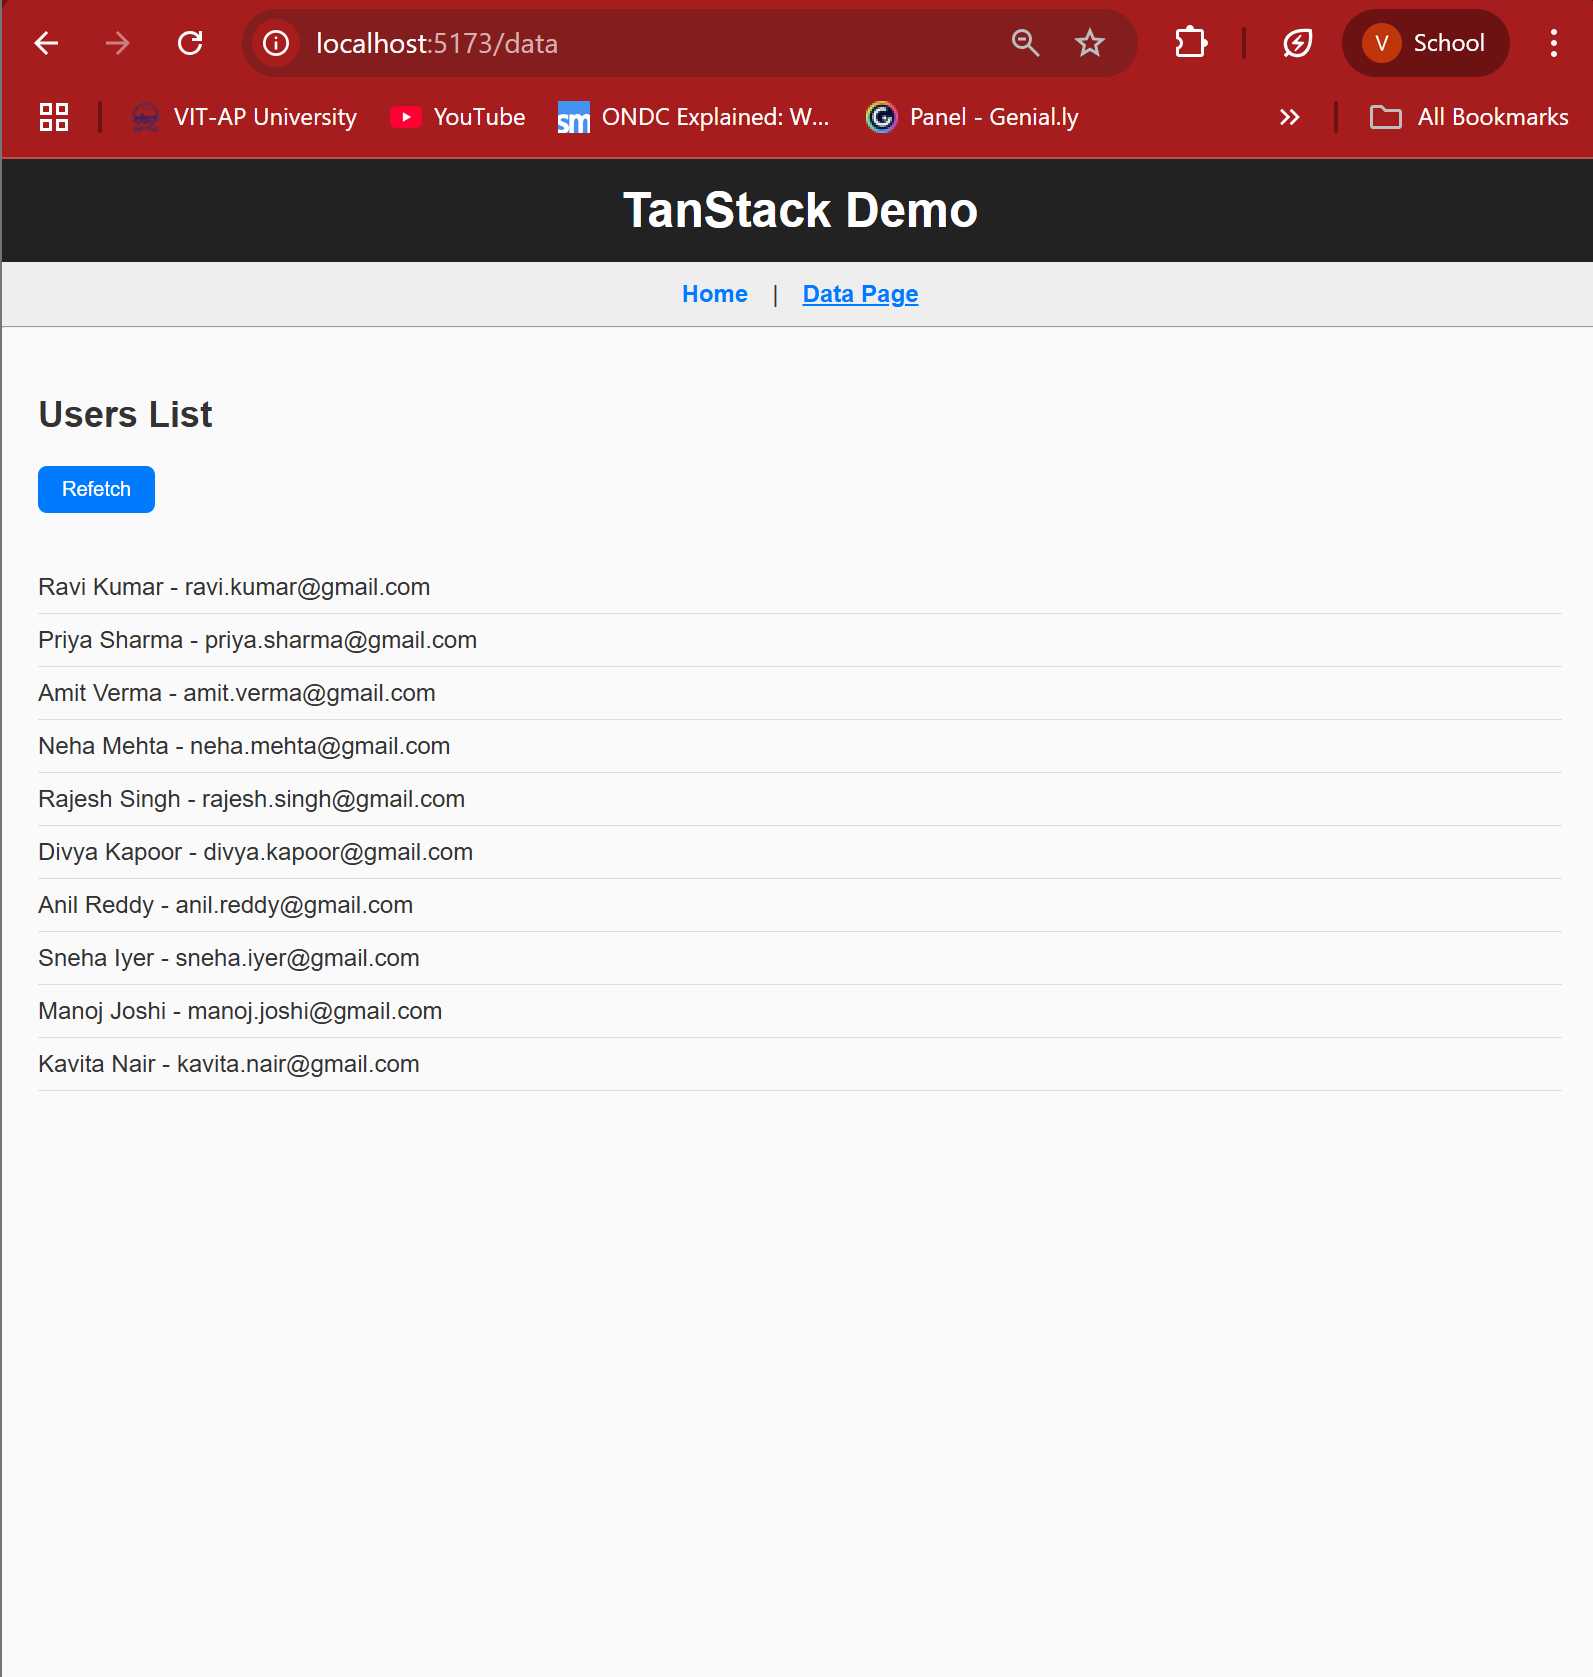 localhost:5173/data
V School
VIT-AP University YouTube sm ONDC Explained: W... G Panel - Genial.ly All Bookmarks
TanStack Demo
Home | Data Page
Users List
Refetch
Ravi Kumar - ravi.kumar@gmail.com
Priya Sharma - priya.sharma@gmail.com
Amit Verma - amit.verma@gmail.com
Neha Mehta - neha.mehta@gmail.com
Rajesh Singh - rajesh.singh@gmail.com
Divya Kapoor - divya.kapoor@gmail.com
Anil Reddy - anil.reddy@gmail.com
Sneha Iyer - sneha.iyer@gmail.com
Manoj Joshi - manoj.joshi@gmail.com
Kavita Nair - kavita.nair@gmail.com